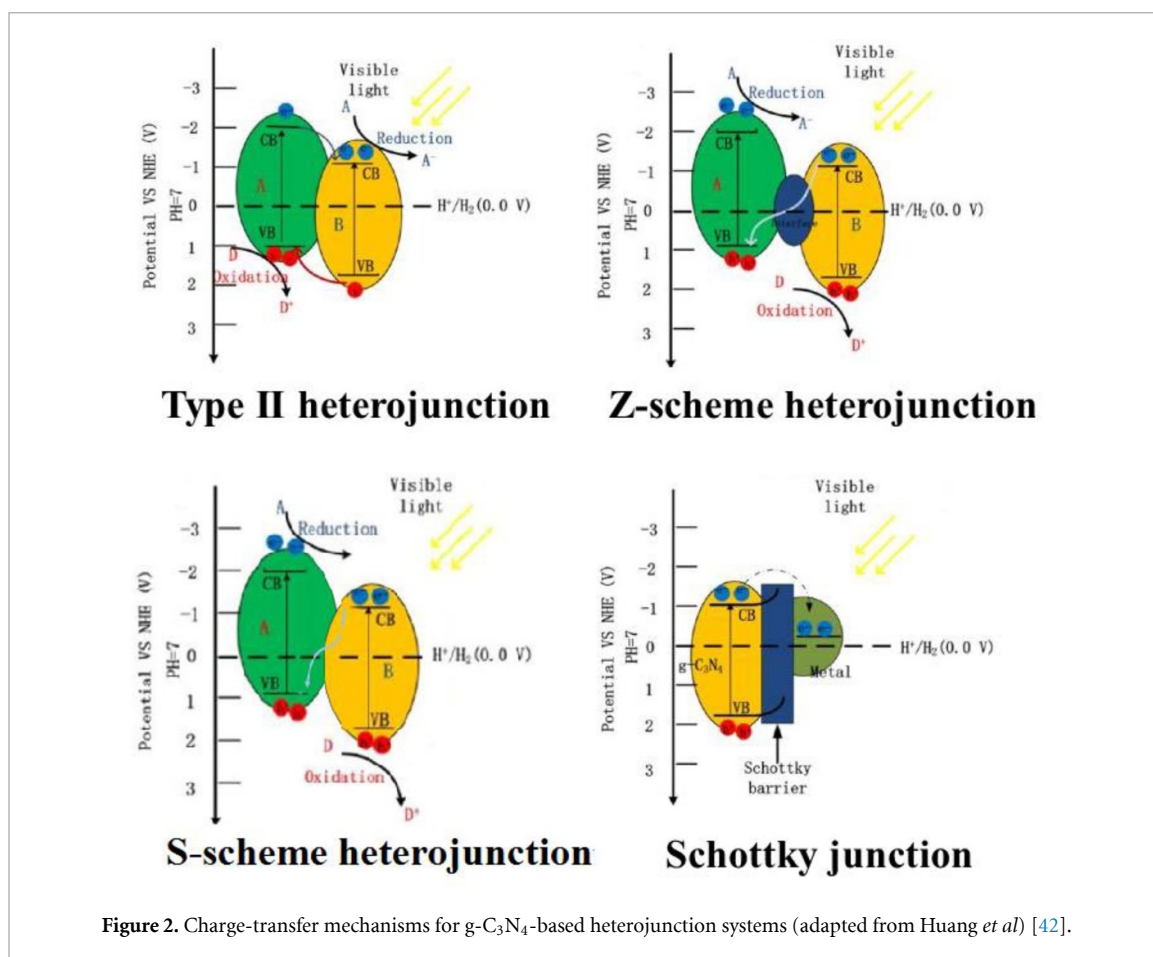 Visible
light
Potential VS NHE (V)
PH=7
-3
-2
-1
0
1
2
3
A
Reduction
A⁻
CB
CB
A
B
H⁺/H₂(0.0 V)
VB
VB
D
Oxidation
D⁺
Type II heterojunction
Visible
light
Potential VS NHE (V)
PH=7
-3
-2
-1
0
1
2
3
A
Reduction
A⁻
CB
CB
A
B
H⁺/H₂(0.0 V)
VB
VB
D
Oxidation
D⁺
Z-scheme heterojunction
Visible
light
Potential VS NHE (V)
PH=7
-3
-2
-1
0
1
2
3
A
Reduction
CB
CB
A
B
H⁺/H₂(0.0 V)
VB
VB
D
Oxidation
D⁺
S-scheme heterojunction
Visible
light
Potential VS NHE (V)
PH=7
-3
-2
-1
0
1
2
3
CB
H⁺/H₂(0.0 V)
g-C₃N₄
Metal
VB
Schottky
barrier
Schottky junction
Figure 2. Charge-transfer mechanisms for g-C₃N₄-based heterojunction systems (adapted from Huang et al) [42].